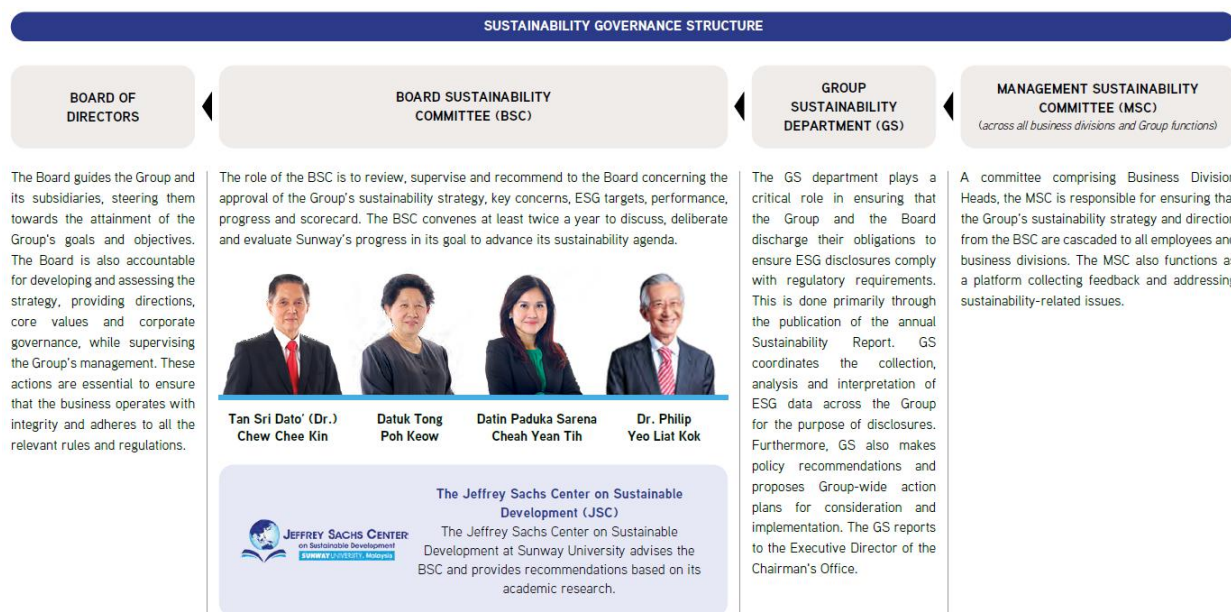 SUSTAINABILITY GOVERNANCE STRUCTURE
BOARD OF
DIRECTORS
The Board guides the Group and
its subsidiaries, steering them
towards the attainment of the
Group's goals and objectives.
The Board is also accountable
for developing and assessing the
strategy, providing directions,
core values and corporate
governance, while supervising
the Group's management. These
actions are essential to ensure
that the business operates with
integrity and adheres to all the
relevant rules and regulations.
BOARD SUSTAINABILITY
COMMITTEE (BSC)
The role of the BSC is to review, supervise and recommend to the Board concerning the
approval of the Group's sustainability strategy, key concerns, ESG targets, performance,
progress and scorecard. The BSC convenes at least twice a year to discuss, deliberate
and evaluate Sunway's progress in its goal to advance its sustainability agenda.
Tan Sri Dato' (Dr.)
Chew Chee Kin
Datuk Tong
Poh Keow
Datin Paduka Sarena
Cheah Yean Tih
Dr. Philip
Yeo Liat Kok
JEFFREY SACHS CENTER
on Sustainable Development
SUNWAY UNIVERSITY, Malaysia
The Jeffrey Sachs Center on Sustainable
Development (JSC)
The Jeffrey Sachs Center on Sustainable
Development at Sunway University advises the
BSC and provides recommendations based on its
academic research.
GROUP
SUSTAINABILITY
DEPARTMENT (GS)
The GS department plays a
critical role in ensuring that
the Group and the Board
discharge their obligations to
ensure ESG disclosures comply
with regulatory requirements.
This is done primarily through
the publication of the annual
Sustainability Report. GS
coordinates the collection,
analysis and interpretation of
ESG data across the Group
for the purpose of disclosures.
Furthermore, GS also makes
policy recommendations and
proposes Group-wide action
plans for consideration and
implementation. The GS reports
to the Executive Director of the
Chairman's Office.
MANAGEMENT SUSTAINABILITY
COMMITTEE (MSC)
(across all business divisions and Group functions)
A committee comprising Business Division
Heads, the MSC is responsible for ensuring tha
the Group's sustainability strategy and direction
from the BSC are cascaded to all employees and
business divisions. The MSC also functions as
a platform collecting feedback and addressing
sustainability-related issues.